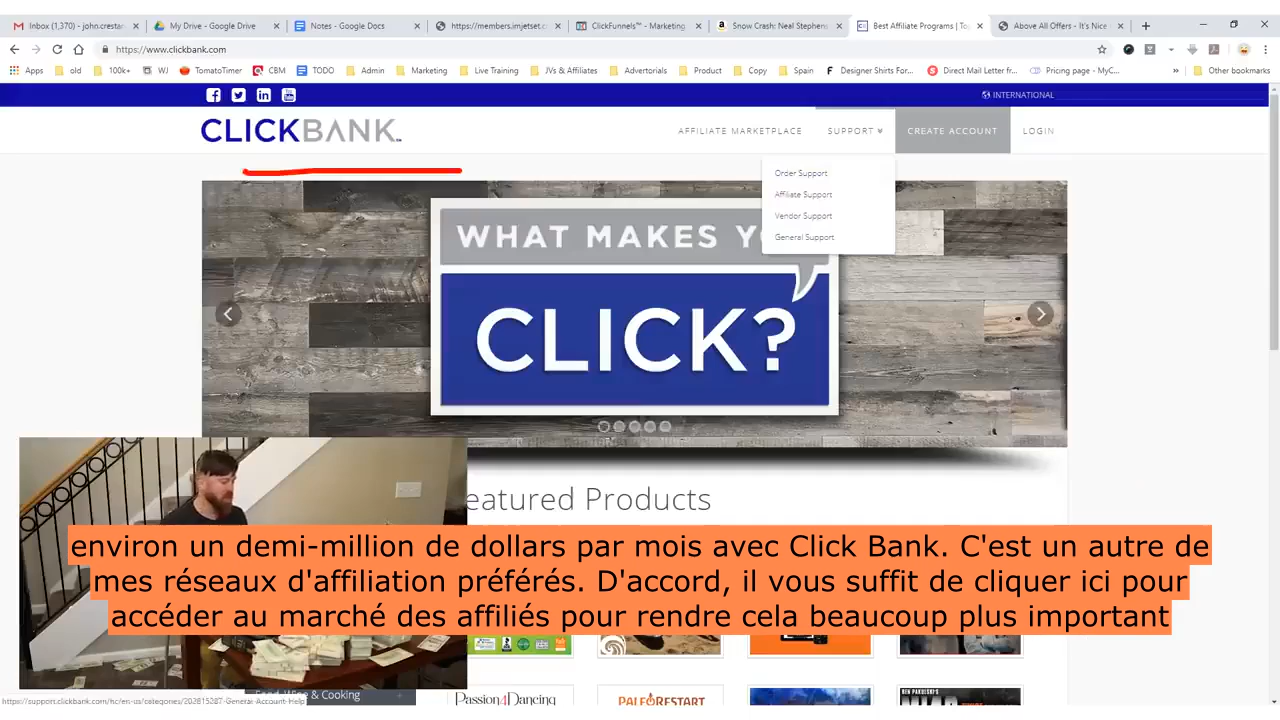 Inbox (1,370) - john.crestan
My Drive - Google Drive
Notes - Google Docs
https://members.imjetset.c
ClickFunnels™ - Marketing
Snow Crash: Neal Stephens
Best Affiliate Programs | To
Above All Offers - It's Nice
https://www.clickbank.com
Apps
old
100k+
WJ
TomatoTimer
CBM
TODO
Admin
Marketing
Live Training
JVs & Affiliates
Advertorials
Product
Copy
Spain
Designer Shirts For...
Direct Mail Letter fr...
Pricing page - MyC...
Other bookmarks
INTERNATIONAL
CLICKBANK
AFFILIATE MARKETPLACE
SUPPORT
CREATE ACCOUNT
LOGIN
Order Support
Affiliate Support
Vendor Support
General Support
WHAT MAKES Y
CLICK?
eatured Products
environ un demi-million de dollars par mois avec Click Bank. C'est un autre de
mes réseaux d'affiliation préférés. D'accord, il vous suffit de cliquer ici pour
accéder au marché des affiliés pour rendre cela beaucoup plus important
Food, Wine & Cooking
Passion4Dancing
PALEORESTART
BEN PAKULSKI'S
https://support.clickbank.com/hc/en-us/categories/202815207-General-Account-Help